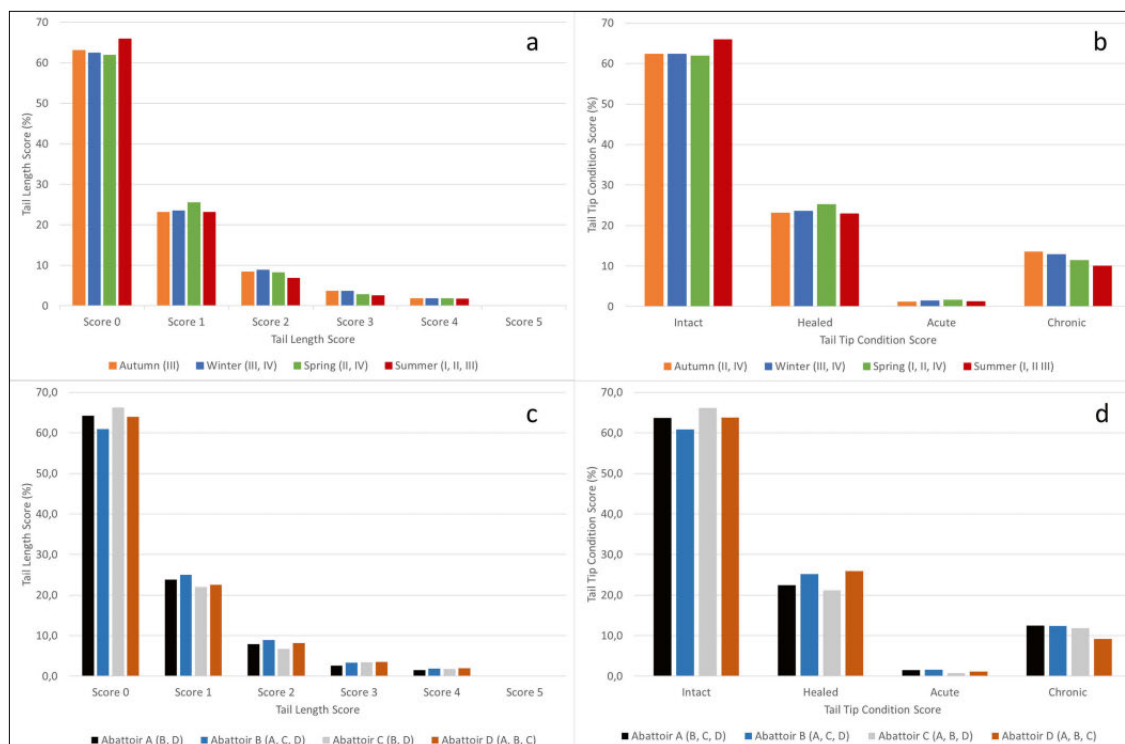 a
70
60
50
40
30
20
10
0
Tail Length Score (%)
Score 0 Score 1 Score 2 Score 3 Score 4 Score 5
Tail Length Score
Autumn (III) Winter (III, IV) Spring (II, IV) Summer (I, II, III)
b
70
60
50
40
30
20
10
0
Tail Tip Condition Score (%)
Intact Healed Acute Chronic
Tail Tip Condition Score
Autumn (II, IV) Winter (III, IV) Spring (I, II, IV) Summer (I, II III)
c
70,0
60,0
50,0
40,0
30,0
20,0
10,0
0,0
Tail Length Score (%)
Score 0 Score 1 Score 2 Score 3 Score 4 Score 5
Tail Length Score
Abattoir A (B, D) Abattoir B (A, C, D) Abattoir C (B, D) Abattoir D (A, B, C)
d
70,0
60,0
50,0
40,0
30,0
20,0
10,0
0,0
Tail Tip Condition Score (%)
Intact Healed Acute Chronic
Tail Tip Condition Score
Abattoir A (B, C, D) Abattoir B (A, C, D) Abattoir C (A, B, D) Abattoir D (A, B, C)